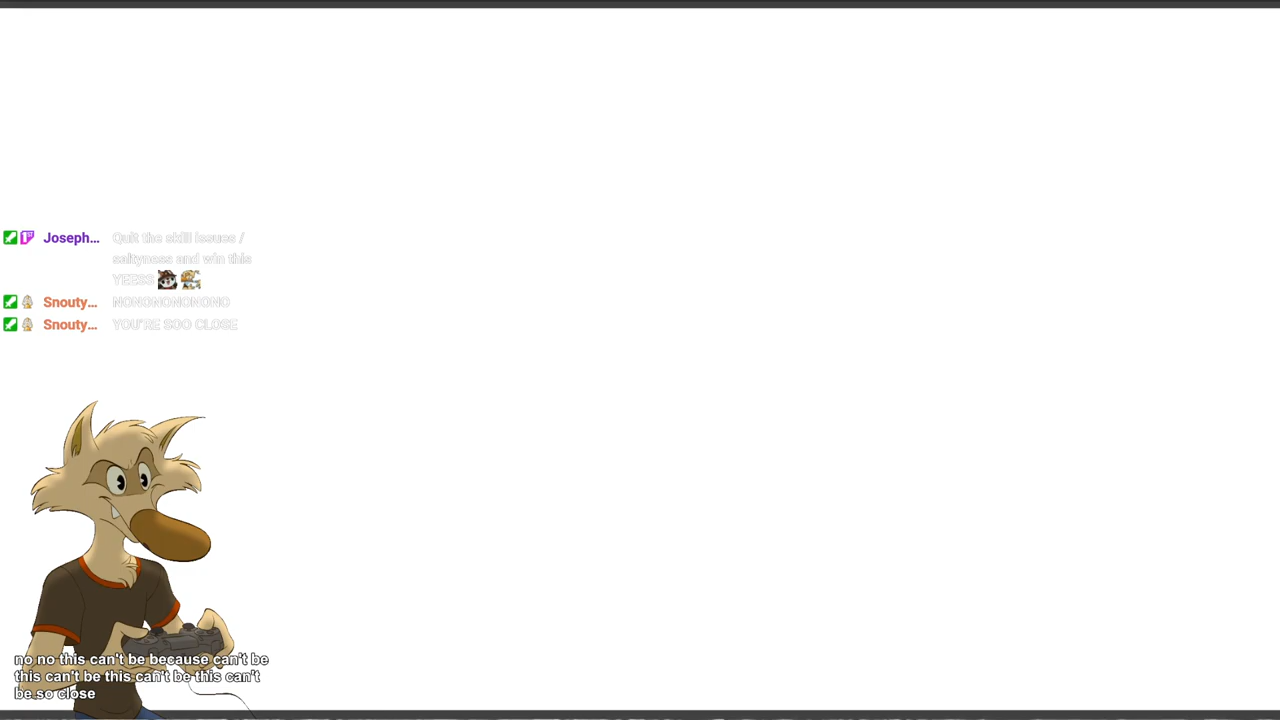 Joseph... Quit the skill issues /
saltyness and win this
YEESS
Snouty... NONONONONONO
Snouty... YOU'RE SOO CLOSE
no no this can't be because can't be
this can't be this can't be this can't
be so close